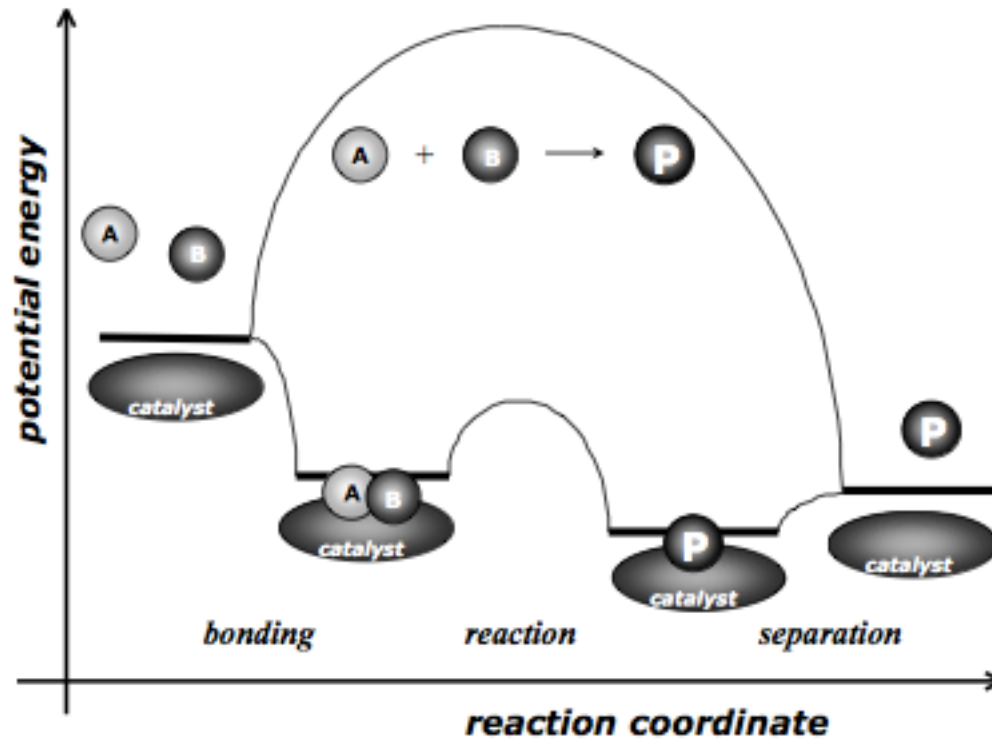 potential energy
A + B → P
A
B
catalyst
P
A B
catalyst
P
catalyst
catalyst
bonding reaction separation
reaction coordinate